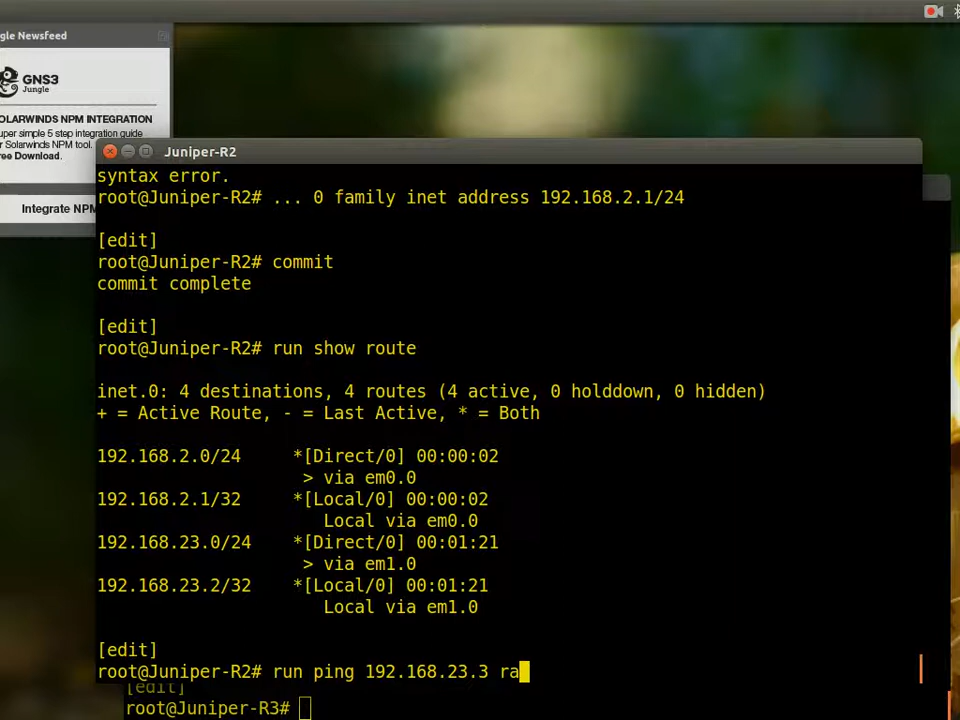 gle Newsfeed
GNS3
Jungle
OLARWINDS NPM INTEGRATION
uper simple 5 step integration guide
or Solarwinds NPM tool.
ree Download.
Integrate NPM
Juniper-R2
syntax error.
root@Juniper-R2# ... 0 family inet address 192.168.2.1/24
[edit]
root@Juniper-R2# commit
commit complete
[edit]
root@Juniper-R2# run show route
inet.0: 4 destinations, 4 routes (4 active, 0 holddown, 0 hidden)
+ = Active Route, - = Last Active, * = Both
192.168.2.0/24     *[Direct/0] 00:00:02
> via em0.0
192.168.2.1/32     *[Local/0] 00:00:02
Local via em0.0
192.168.23.0/24    *[Direct/0] 00:01:21
> via em1.0
192.168.23.2/32    *[Local/0] 00:01:21
Local via em1.0
[edit]
root@Juniper-R2# run ping 192.168.23.3 ra
[edit]
root@Juniper-R3#